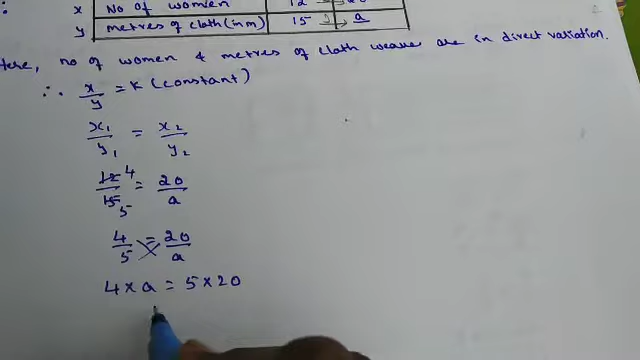 x No of women 12 20
y metres of cloth (in m) 15 a
Here, no of women & metres of cloth weave are in direct variation.
∴ x/y = K (constant)
x₁/y₁ = x₂/y₂
12/15 4/5 = 20/a
4/5 = 20/a
4 × a = 5 × 20